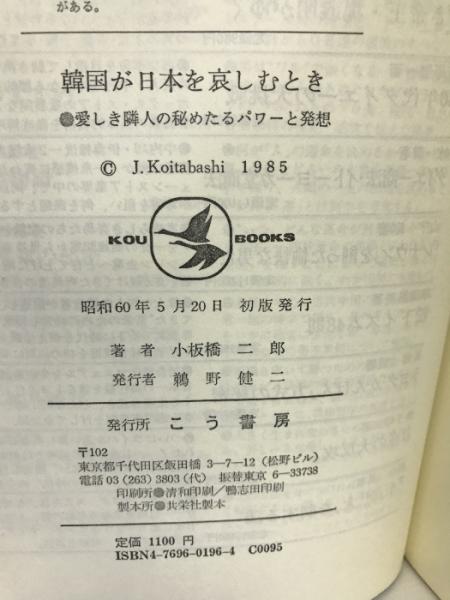 がある。
韓国が日本を哀しむとき
●愛しき隣人の秘めたるパワーと発想
© J. Koitabashi 1985
KOU BOOKS
昭和60年5月20日 初版発行
著者 小板橋二郎
発行者 鵜野健二
発行所 こう書房
〒102
東京都千代田区飯田橋 3―7―12 (松野ビル)
電話 03 (263) 3803 (代) 振替東京 6―33738
印刷所●清和印刷/鴨志田印刷
製本所●共栄社製本
定価 1100 円
ISBN4-7696-0196-4 C0095